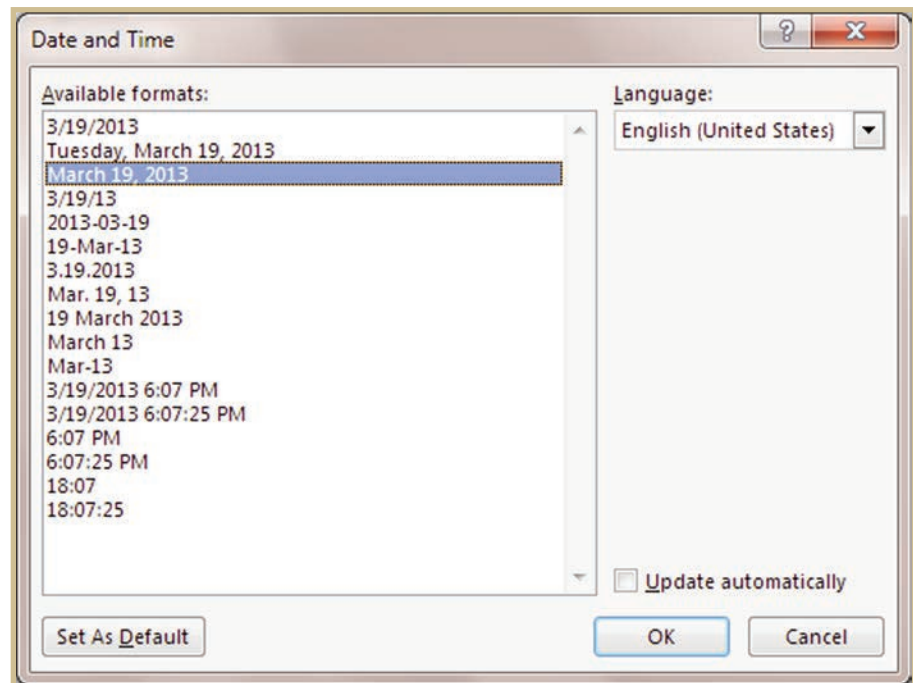 Date and Time
Available formats:
3/19/2013
Tuesday, March 19, 2013
March 19, 2013
3/19/13
2013-03-19
19-Mar-13
3.19.2013
Mar. 19, 13
19 March 2013
March 13
Mar-13
3/19/2013 6:07 PM
3/19/2013 6:07:25 PM
6:07 PM
6:07:25 PM
18:07
18:07:25
Language:
English (United States)
Update automatically
Set As Default
OK
Cancel